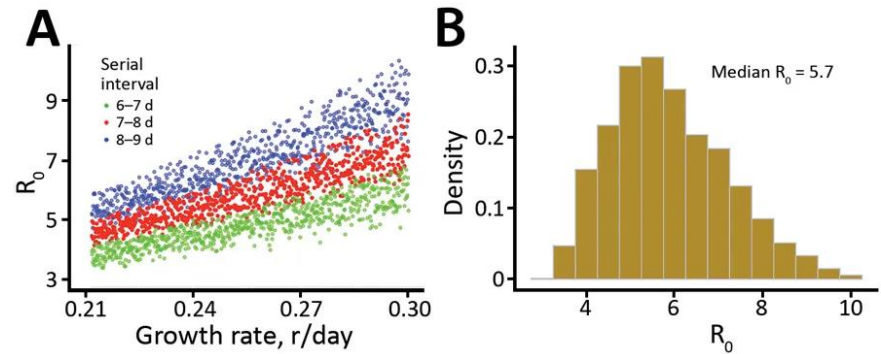 A
Serial
interval
6–7 d
7–8 d
8–9 d
R0
9
7
5
3
0.21 0.24 0.27 0.30
Growth rate, r/day
B
Median R0 = 5.7
Density
0.3
0.2
0.1
0
4 6 8 10
R0